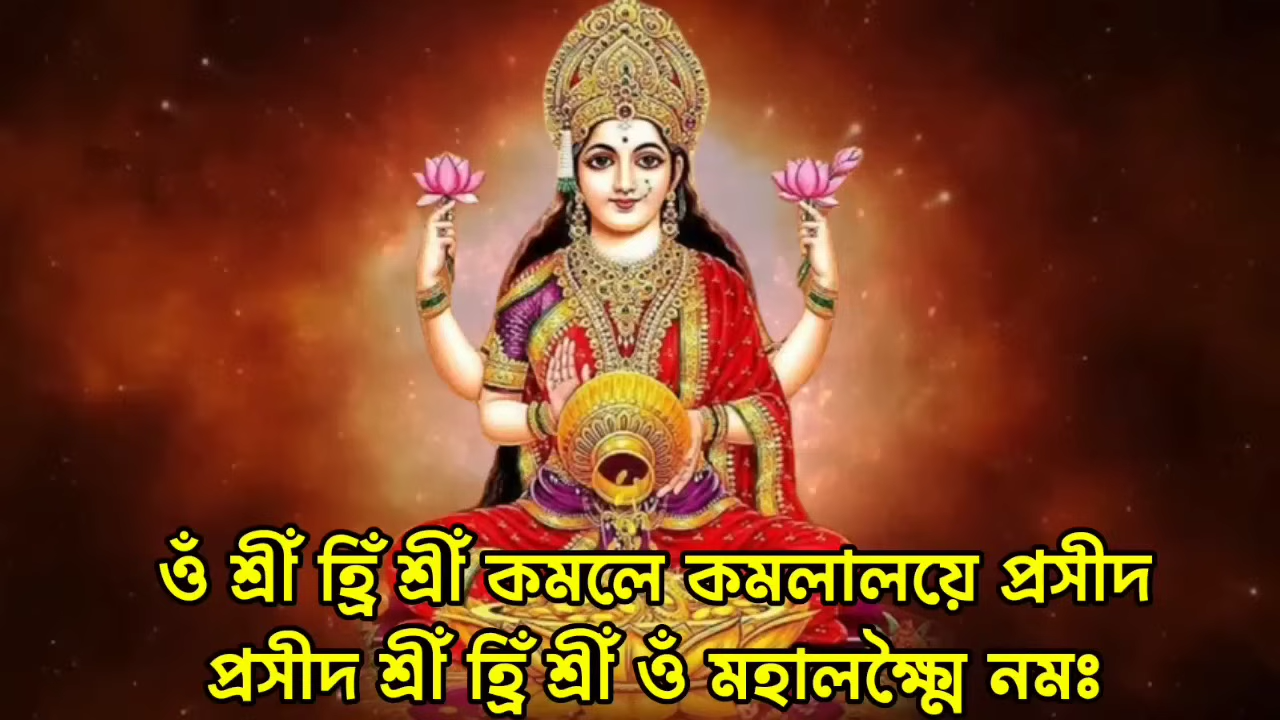 ওঁ শ্রীঁ হ্রিঁ শ্রীঁ কমলে কমলালয়ে প্রসীদ
প্রসীদ শ্রীঁ হ্রিঁ শ্রীঁ ওঁ মহালক্ষ্মৈ নমঃ